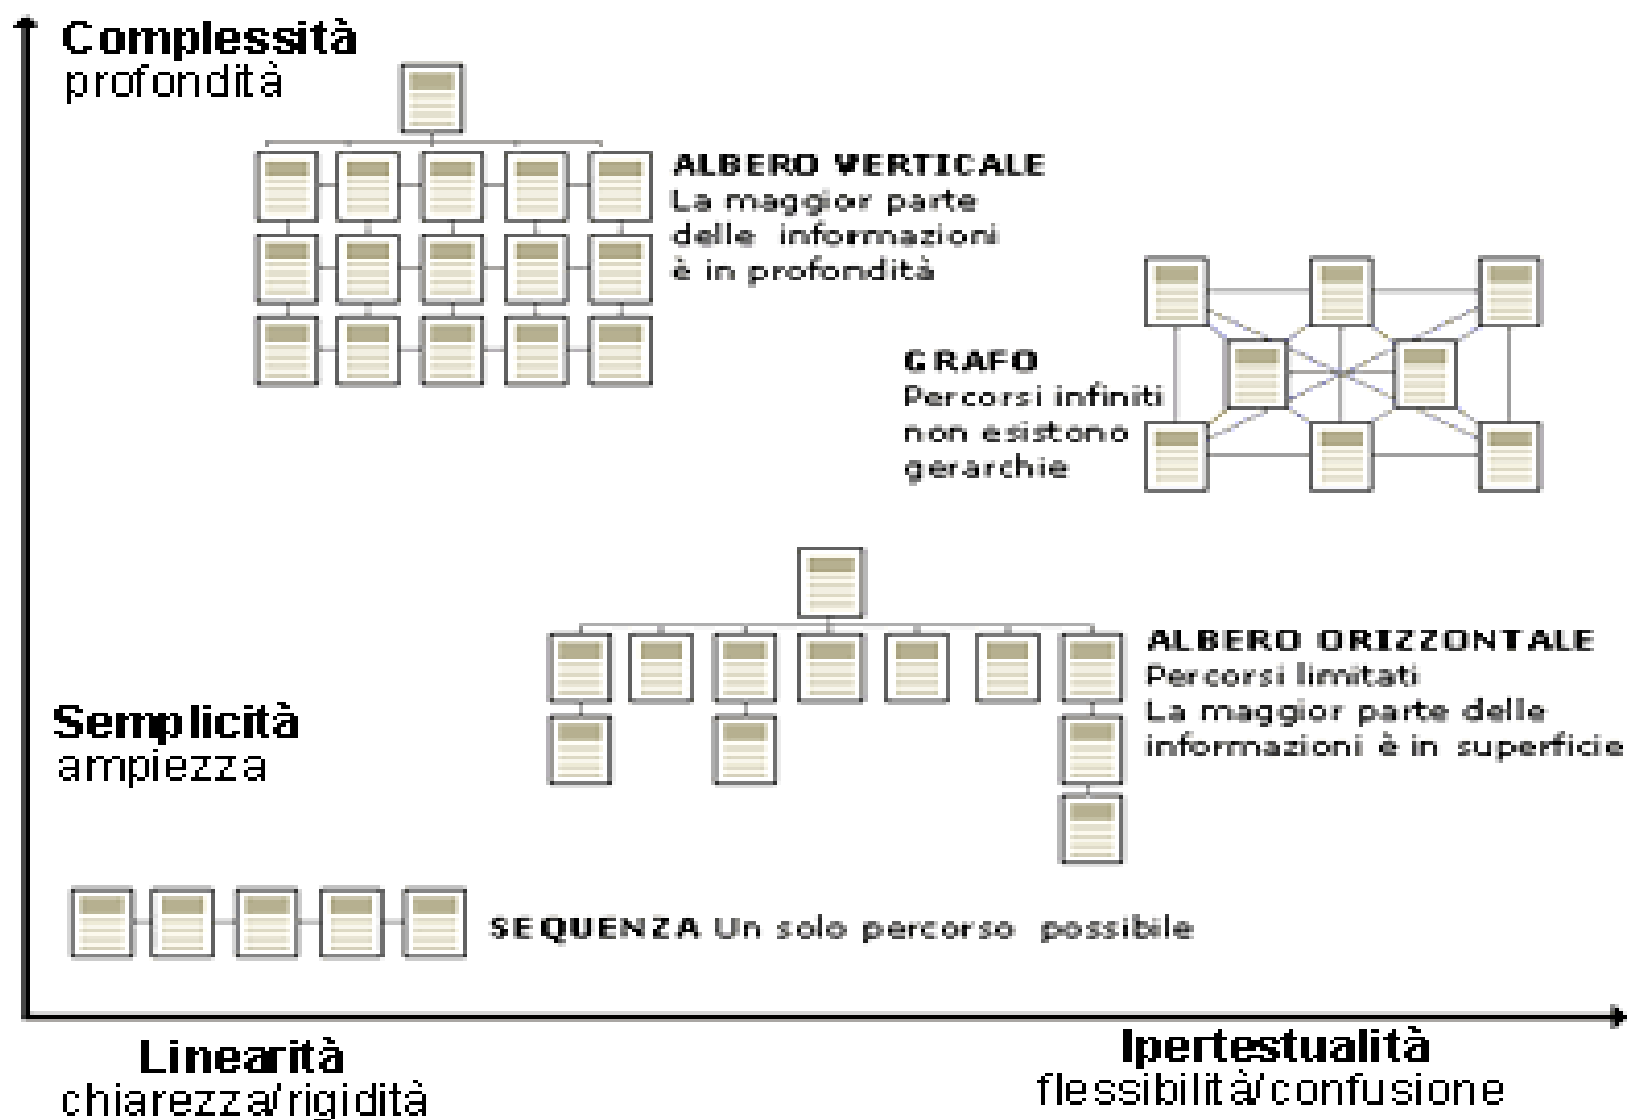 Complessità
profondità
ALBERO VERTICALE
La maggior parte
delle informazioni
è in profondità
GRAFO
Percorsi infiniti
non esistono
gerarchie
ALBERO ORIZZONTALE
Percorsi limitati
La maggior parte delle
informazioni è in superficie
Semplicità
ampiezza
SEQUENZA Un solo percorso possibile
Linearità
chiarezza/rigidità
Ipertestualità
flessibilità/confusione